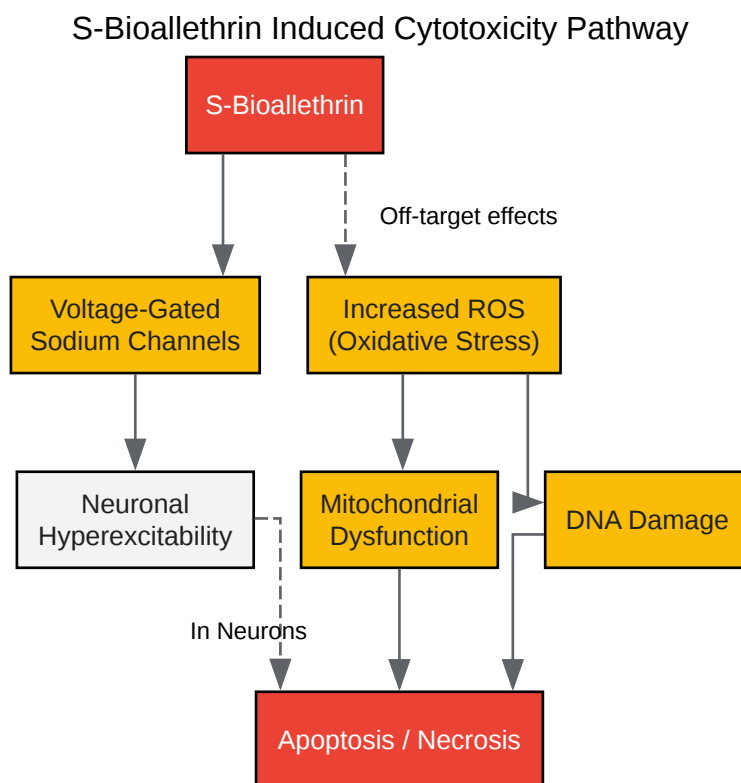 S-Bioallethrin Induced Cytotoxicity Pathway
S-Bioallethrin
Off-target effects
Voltage-Gated
Sodium Channels
Increased ROS
(Oxidative Stress)
Neuronal
Hyperexcitability
Mitochondrial
Dysfunction
DNA Damage
In Neurons
Apoptosis / Necrosis